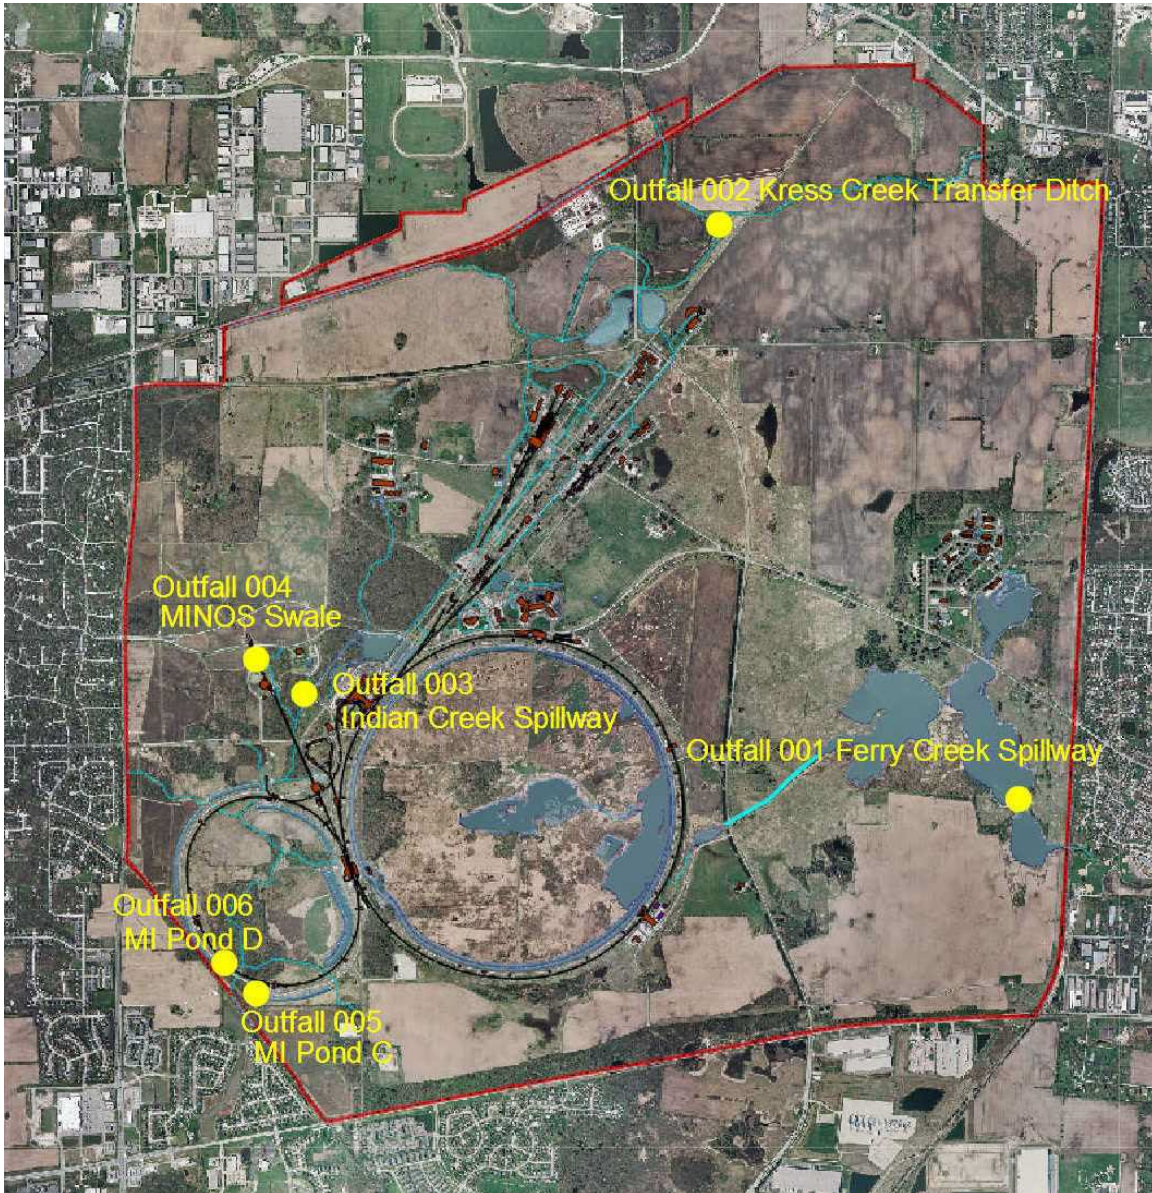 Outfall 002 Kress Creek Transfer Ditch
Outfall 004
MINOS Swale
Outfall 003
Indian Creek Spillway
Outfall 001 Ferry Creek Spillway
Outfall 006
MI Pond D
Outfall 005
MI Pond C